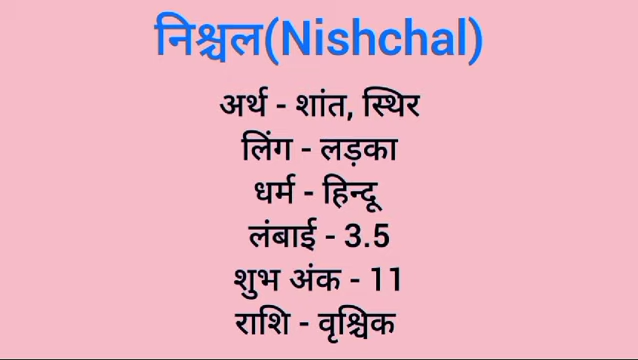 निश्चल(Nishchal)
अर्थ - शांत, स्थिर
लिंग - लड़का
धर्म - हिन्दू
लंबाई - 3.5
शुभ अंक - 11
राशि - वृश्चिक